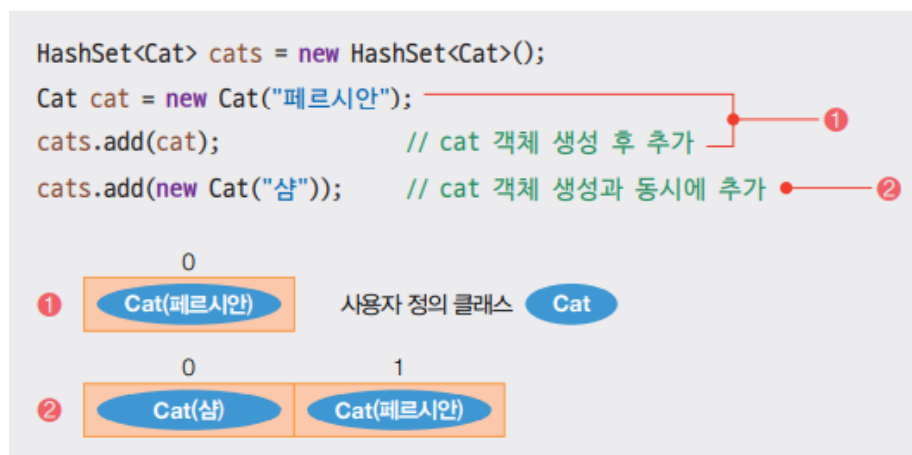 HashSet<Cat> cats = new HashSet<Cat>();
Cat cat = new Cat("페르시안");
❶
cats.add(cat); // cat 객체 생성 후 추가
cats.add(new Cat("샴")); // cat 객체 생성과 동시에 추가 ❷
0
❶ Cat(페르시안) 사용자 정의 클래스 Cat
0 1
❷ Cat(샴) Cat(페르시안)